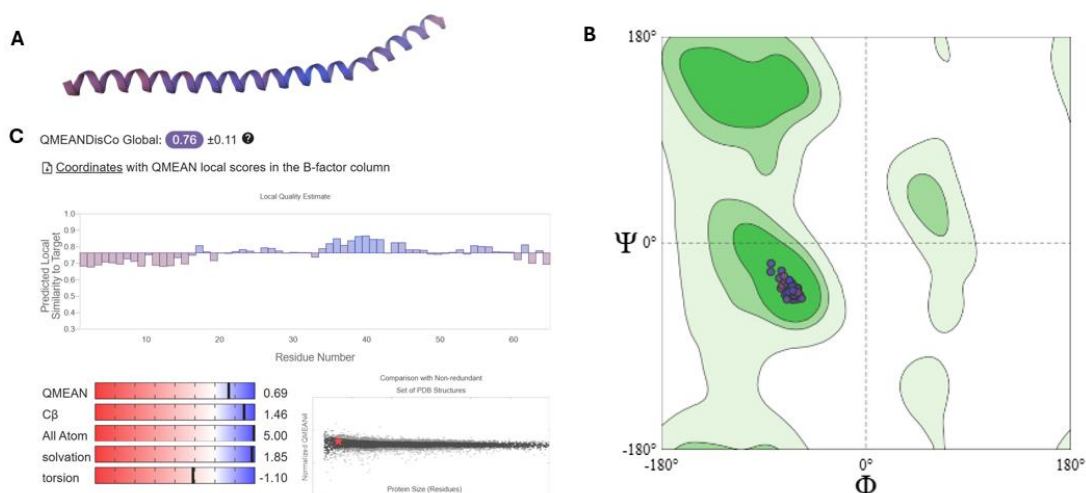 A
C
QMEANDisCo Global: 0.76 ±0.11 ?
Coordinates with QMEAN local scores in the B-factor column
Local Quality Estimate
Predicted Local
Similarity to Target
1.0
0.9
0.8
0.7
0.6
0.5
0.4
0.3
10 20 30 40 50 60
Residue Number
QMEAN 0.69
Cβ 1.46
All Atom 5.00
solvation 1.85
torsion -1.10
Comparison with Non-redundant
Set of PDB Structures
Normalized QMEAN4
Protein Size (Residues)
B
180°
Ψ 0°
-180°
-180° 0° 180°
Φ